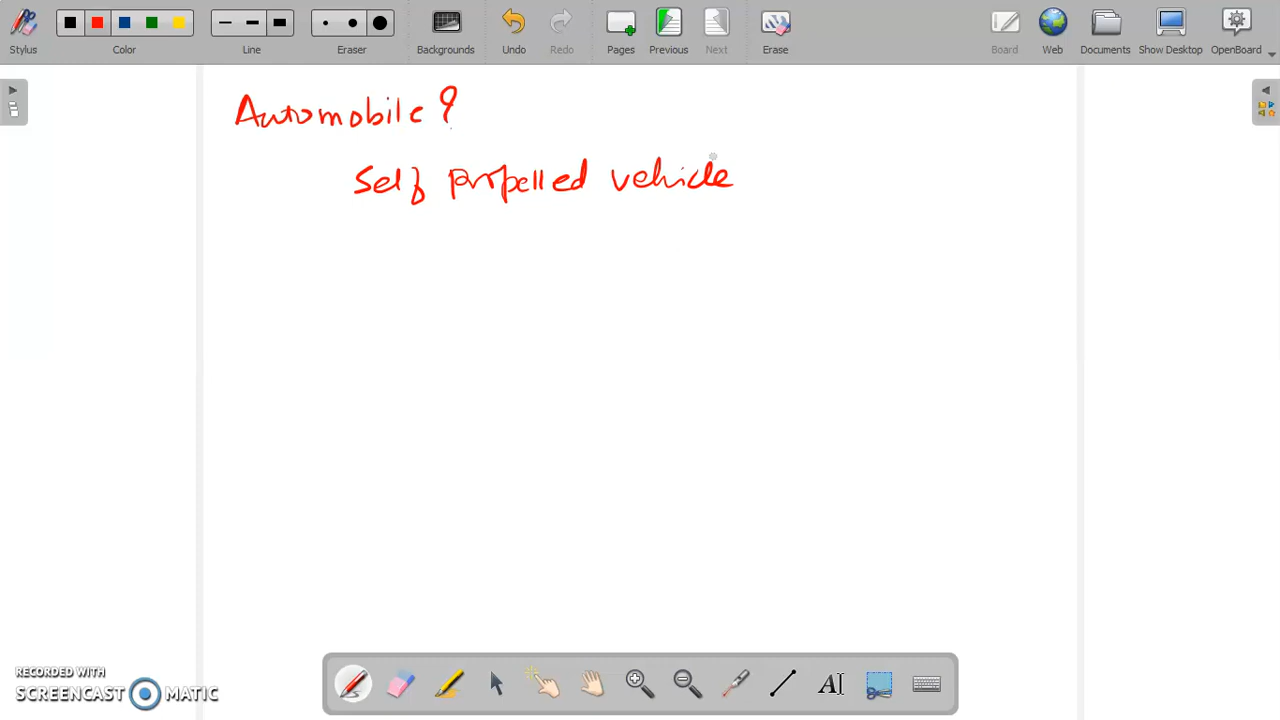 Stylus
Color
Line
Eraser
Backgrounds
Undo
Redo
Pages
Previous
Next
Erase
Board
Web
Documents
Show Desktop
OpenBoard
Automobile?
Self propelled vehicle
RECORDED WITH
SCREENCAST MATIC
AI